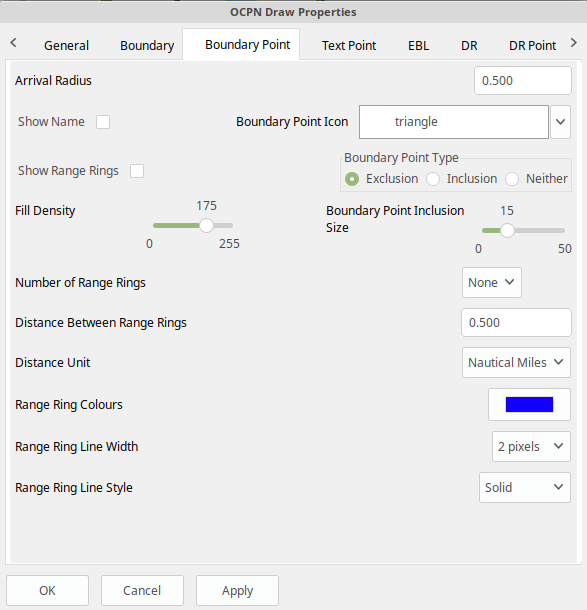 OCPN Draw Properties
General Boundary Boundary Point Text Point EBL DR DR Point
Arrival Radius 0.500
Show Name Boundary Point Icon triangle
Boundary Point Type
Show Range Rings Exclusion Inclusion Neither
Fill Density 175 Boundary Point Inclusion 15
Size
0 255 0 50
Number of Range Rings None
Distance Between Range Rings 0.500
Distance Unit Nautical Miles
Range Ring Colours
Range Ring Line Width 2 pixels
Range Ring Line Style Solid
OK Cancel Apply